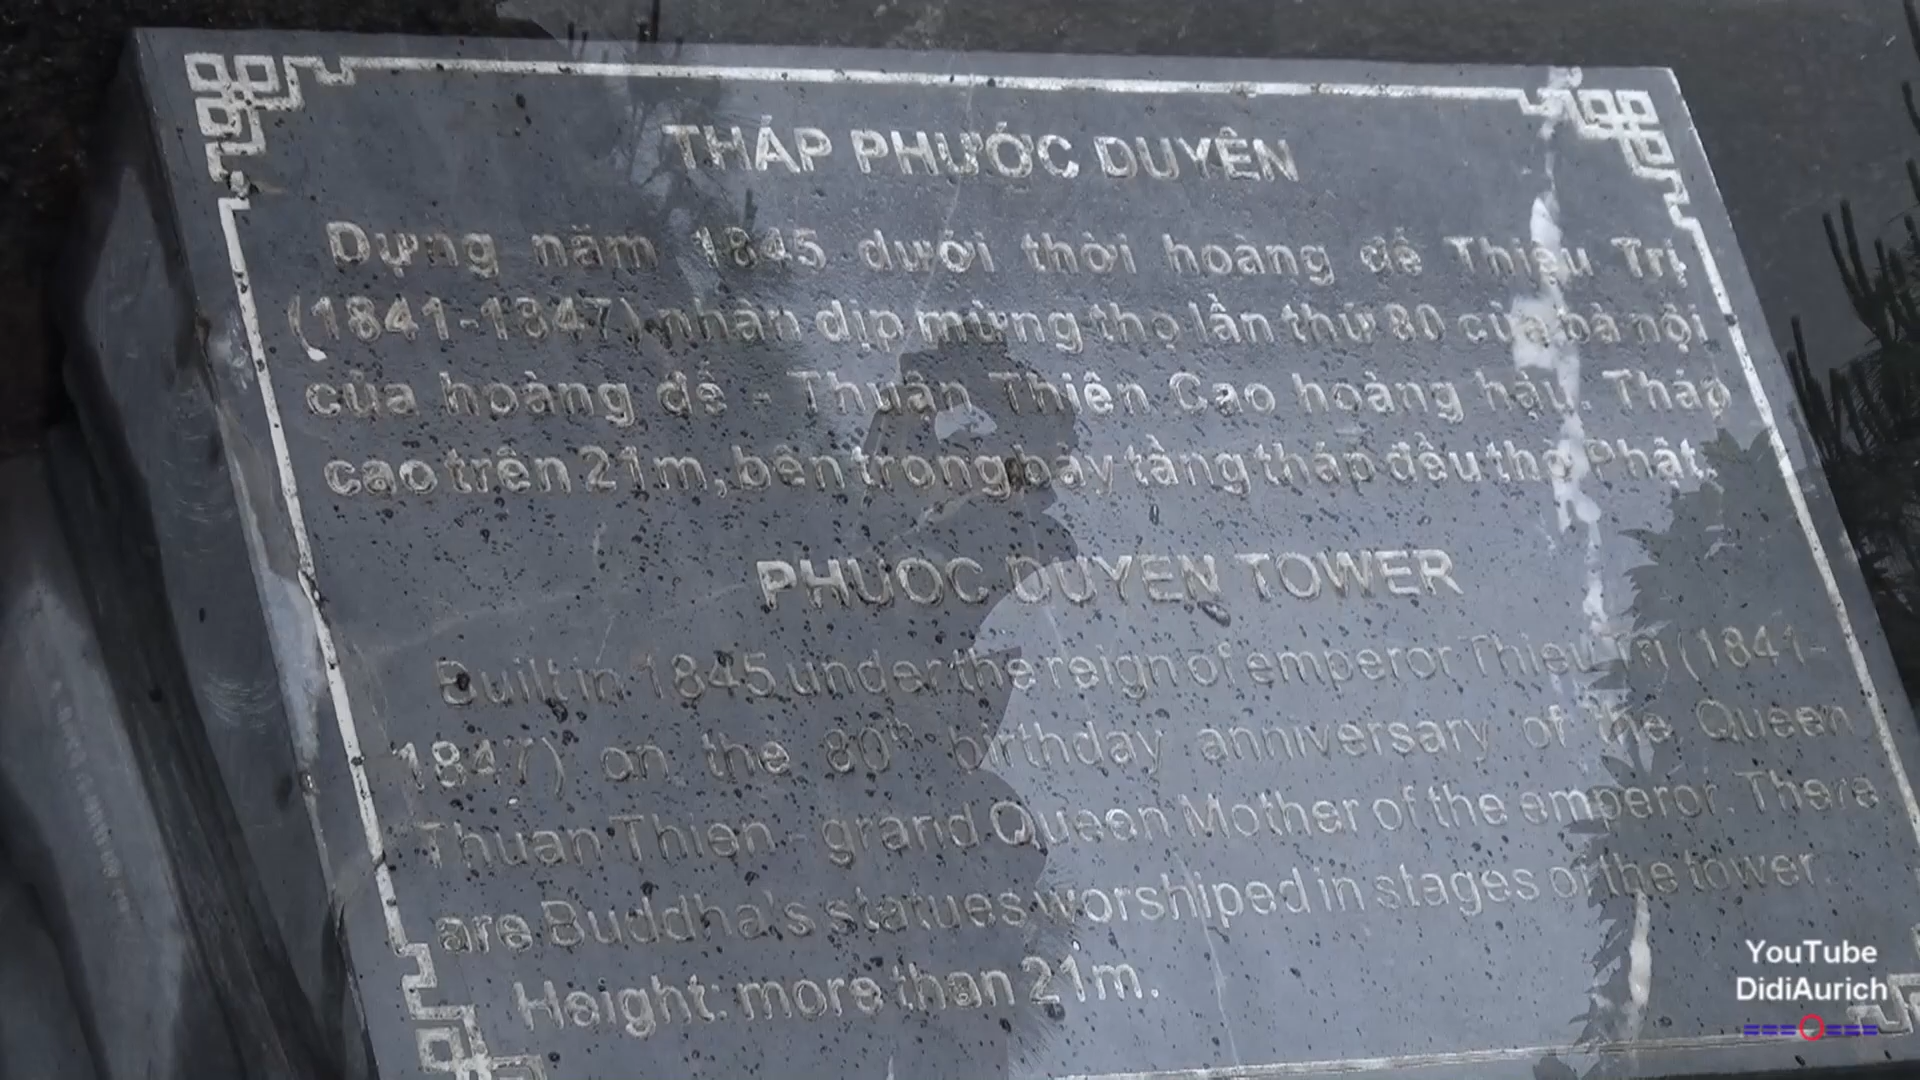 THÁP PHƯỚC DUYÊN
Dựng năm 1845 dưới thời hoàng đế Thiệu Trị
(1841-1847) nhân dịp mừng thọ lần thứ 80 của bà nội
của hoàng đế - Thuận Thiên Cao hoàng hậu. Tháp
cao trên 21m, bên trong bảy tầng tháp đều thờ Phật.
PHUOC DUYEN TOWER
Built in 1845 under the reign of emperor Thieu Tri (1841-
1847) on the 80th birthday anniversary of the Queen
Thuan Thien - grand Queen Mother of the emperor. There
are Buddha's statues worshiped in stages of the tower.
Height: more than 21m.
YouTube
DidiAurich